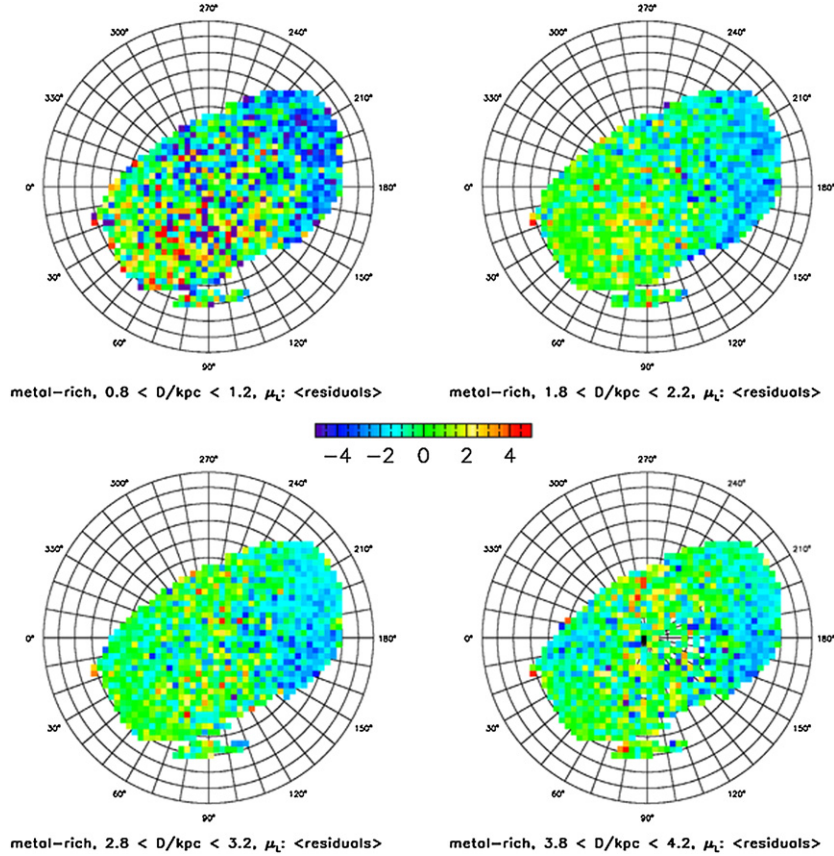 270° 270°
300° 240° 300° 240°
330° 210° 330° 210°
0° 180° 0° 180°
30° 150° 30° 150°
60° 120° 60° 120°
90° 90°
metal-rich, 0.8 < D/kpc < 1.2, μL: <residuals> metal-rich, 1.8 < D/kpc < 2.2, μL: <residuals>
−4 −2 0 2 4
270° 270°
300° 240° 300° 240°
330° 210° 330° 210°
0° 180° 0° 180°
30° 150° 30° 150°
60° 120° 60° 120°
90° 90°
metal-rich, 2.8 < D/kpc < 3.2, μL: <residuals> metal-rich, 3.8 < D/kpc < 4.2, μL: <residuals>